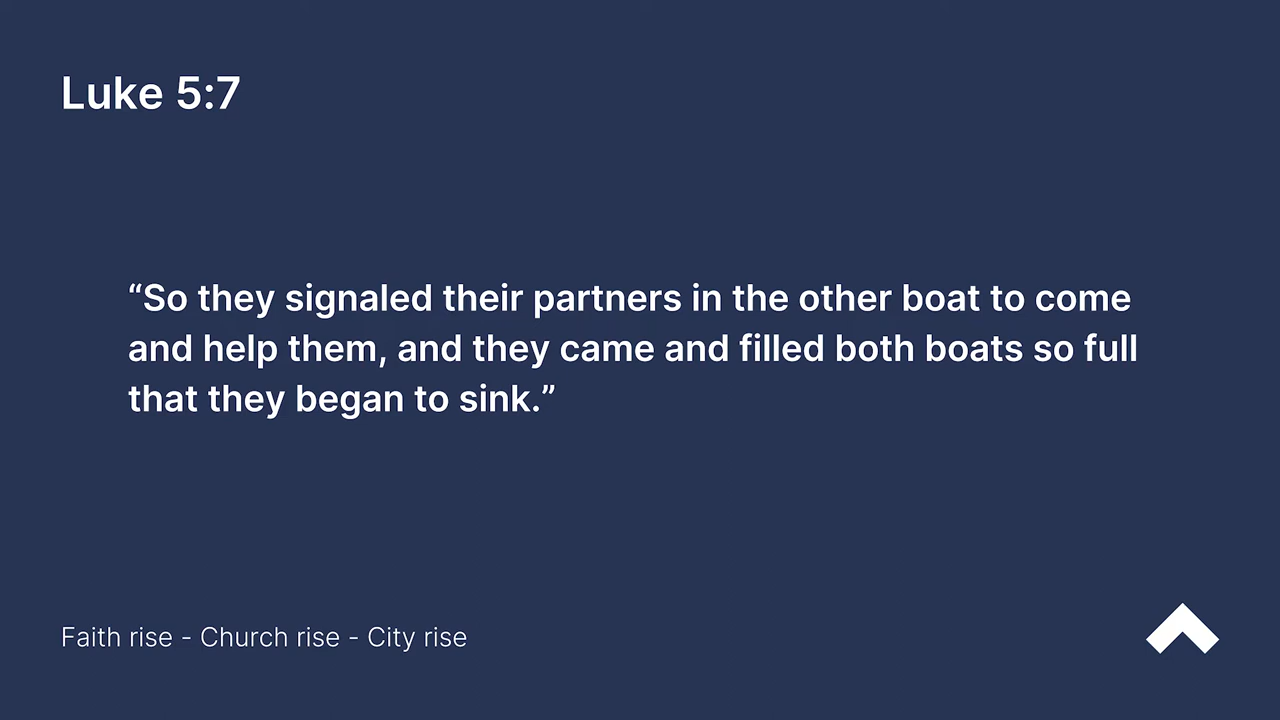 Luke 5:7
“So they signaled their partners in the other boat to come
and help them, and they came and filled both boats so full
that they began to sink.”
Faith rise - Church rise - City rise